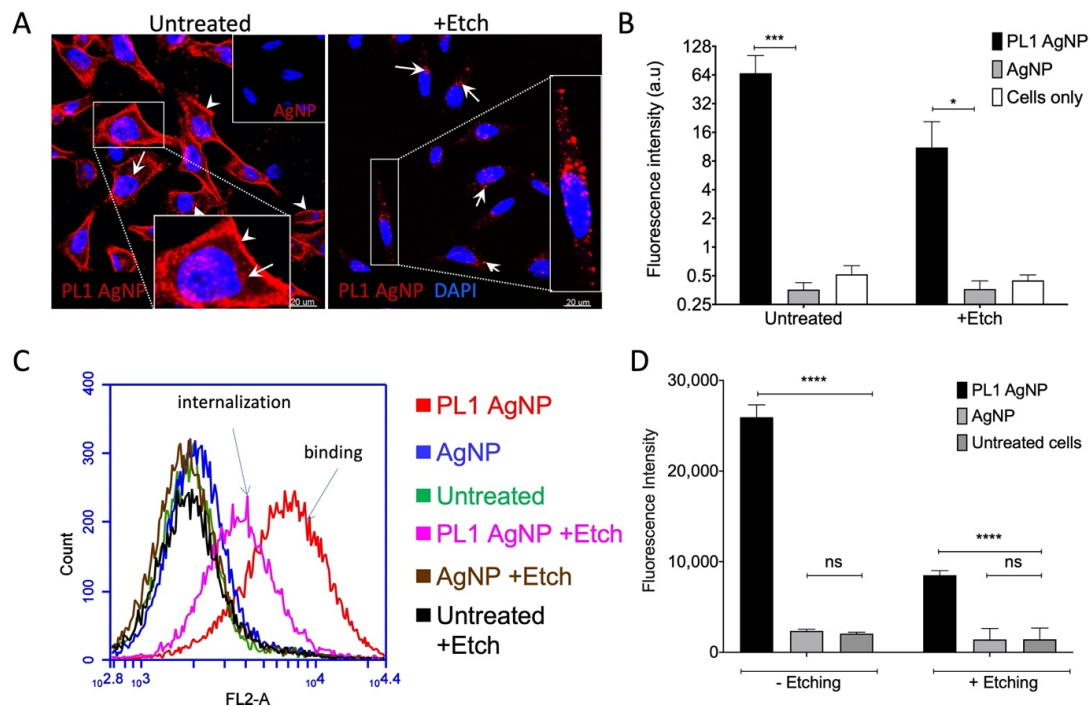 A
Untreated
+Etch
AgNP
PL1 AgNP
20 um
PL1 AgNP DAPI
20 um
B
Fluorescence intensity (a.u)
128
64
32
16
8
4
2
1
0.5
0.25
***
*
PL1 AgNP
AgNP
Cells only
Untreated
+Etch
C
Count
400
300
200
100
0
internalization
binding
10^2.8
10^3
10^4
10^4.4
FL2-A
PL1 AgNP
AgNP
Untreated
PL1 AgNP +Etch
AgNP +Etch
Untreated
+Etch
D
Fluorescence Intensity
30,000
20,000
10,000
0
****
ns
****
ns
PL1 AgNP
AgNP
Untreated cells
- Etching
+ Etching